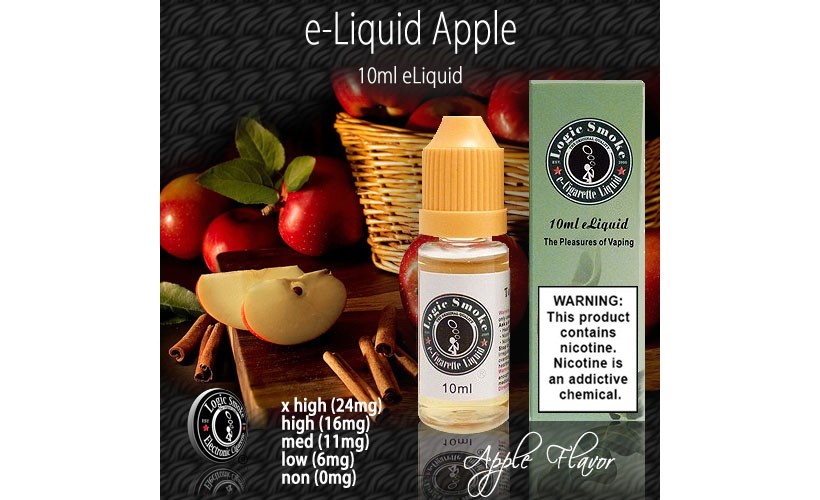 e-Liquid Apple
10ml eLiquid
Logic Smoke
EST
2006
e-Cigarette Liquid
10ml eLiquid
The Pleasures of Vaping
WARNING:
This product
contains
nicotine.
Nicotine is
an addictive
chemical.
Logic Smoke
e-Cigarette Liquid
10ml
Logic Smoke
Electronic Cigarettes
x high (24mg)
high (16mg)
med (11mg)
low (6mg)
non (0mg)
Apple Flavor